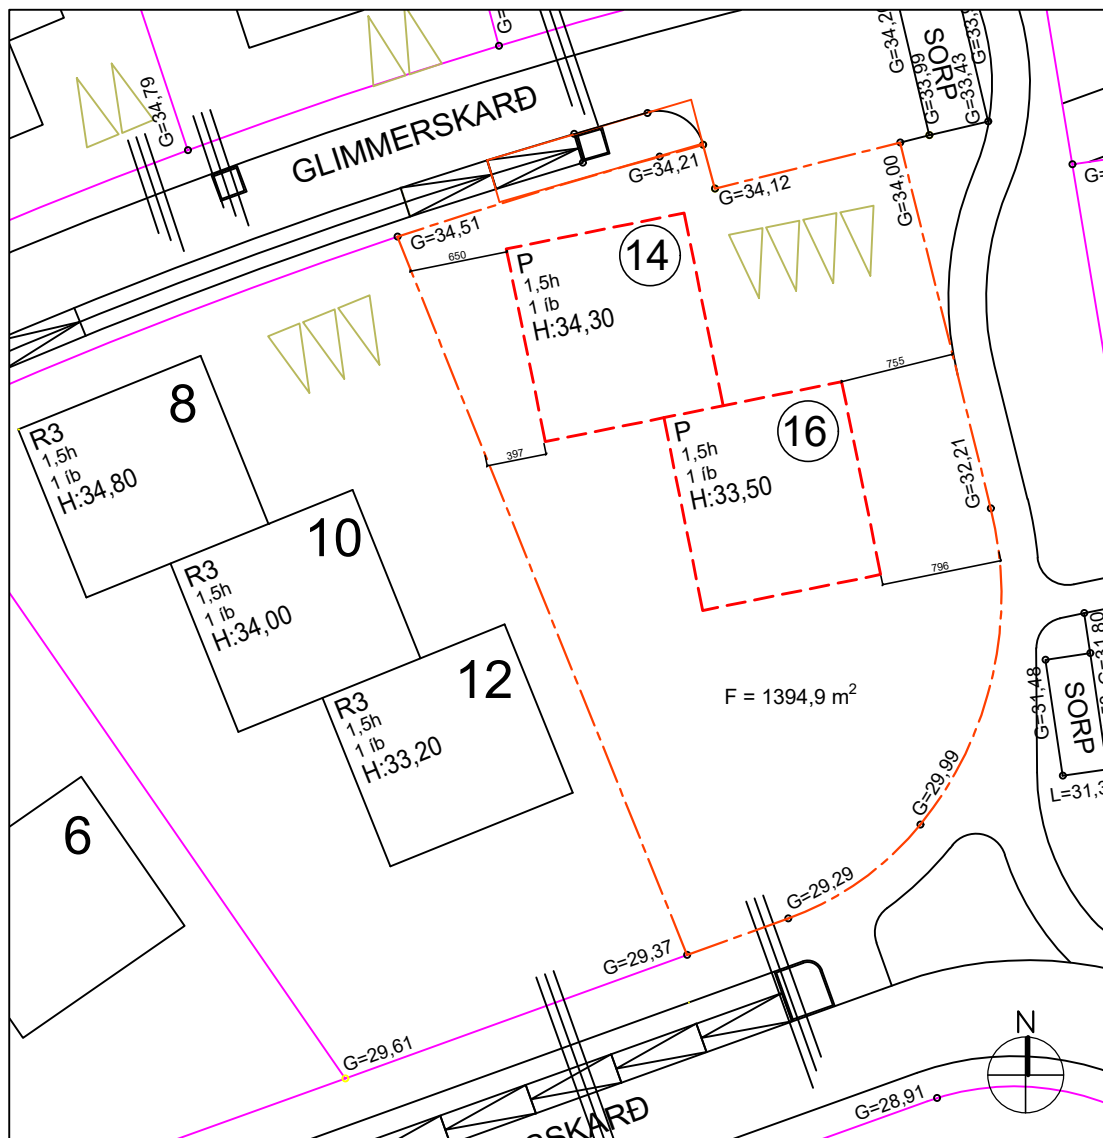 G=34,79
GLIMMERSKARÐ
SORP
G=33,99
G=33,43
G=34,21
G=34,12
G=34,00
G=34,51
650
14
P
1,5h
1 íb
H:34,30
755
397
16
P
1,5h
1 íb
H:33,50
G=32,21
796
8
R3
1,5h
1 íb
H:34,80
10
R3
1,5h
1 íb
H:34,00
12
R3
1,5h
1 íb
H:33,20
6
F = 1394,9 m²
G=31,48
G=31,80
SORP
L=31,3
G=29,99
G=29,29
G=29,37
G=29,61
N
G=28,91
SSKARÐ